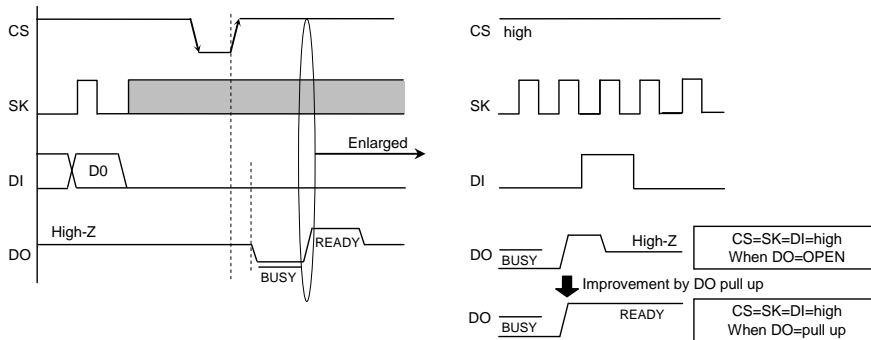 CS
SK
DI
D0
High-Z
DO
BUSY
READY
Enlarged
CS
high
SK
DI
DO
BUSY
High-Z
CS=SK=DI=high
When DO=OPEN
Improvement by DO pull up
DO
BUSY
READY
CS=SK=DI=high
When DO=pull up